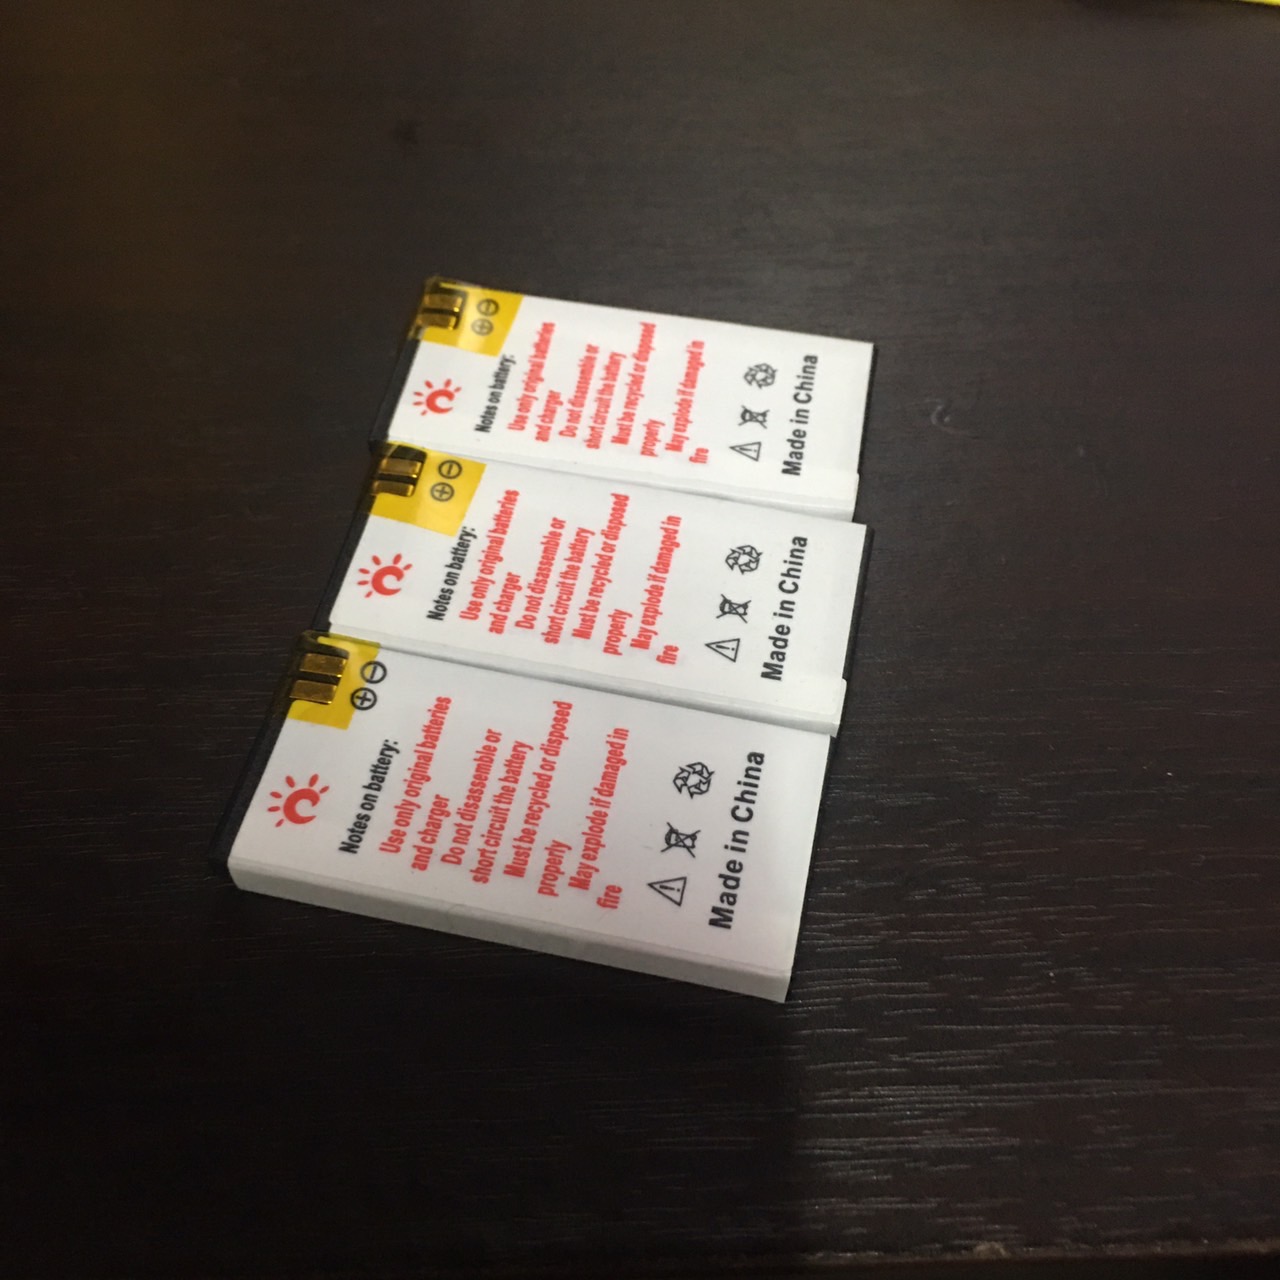 Notes on battery:
Use only original batteries
and charger
Do not disassemble or
short circuit the battery
Must be recycled or disposed
properly
May explode if damaged in
fire
Made in China
Notes on battery:
Use only original batteries
and charger
Do not disassemble or
short circuit the battery
Must be recycled or disposed
properly
May explode if damaged in
fire
Made in China
Notes on battery:
Use only original batteries
and charger
Do not disassemble or
short circuit the battery
Must be recycled or disposed
properly
May explode if damaged in
fire
Made in China